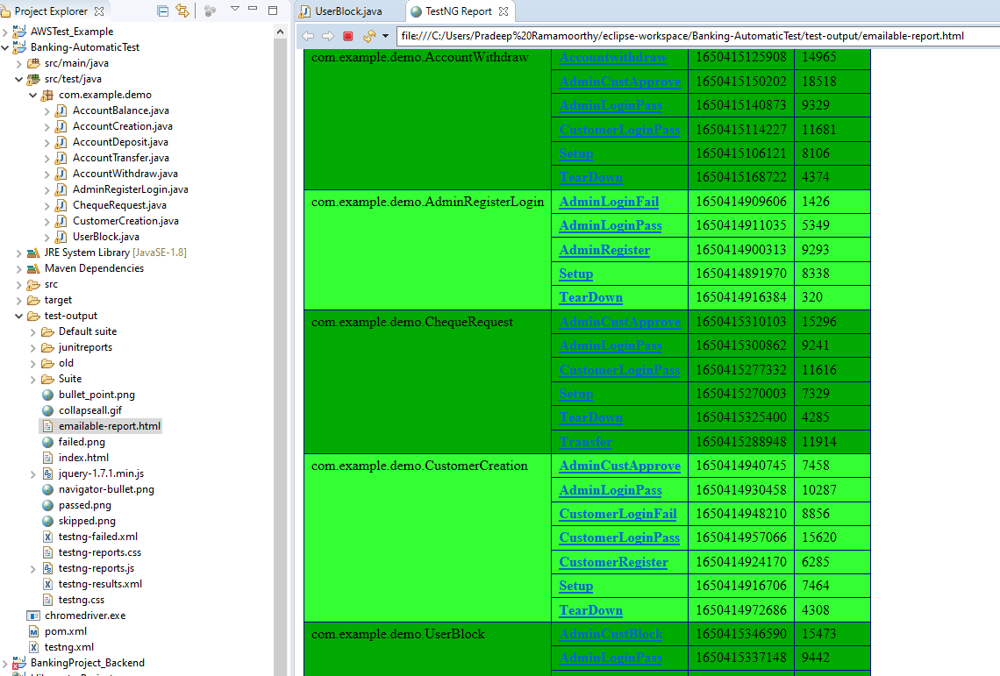 Project Explorer
AWSTest_Example
Banking-AutomaticTest
src/main/java
src/test/java
com.example.demo
AccountBalance.java
AccountCreation.java
AccountDeposit.java
AccountTransfer.java
AccountWithdraw.java
AdminRegisterLogin.java
ChequeRequest.java
CustomerCreation.java
UserBlock.java
JRE System Library [JavaSE-1.8]
Maven Dependencies
src
target
test-output
Default suite
junitreports
old
Suite
bullet_point.png
collapseall.gif
emailable-report.html
failed.png
index.html
jquery-1.7.1.min.js
navigator-bullet.png
passed.png
skipped.png
testng-failed.xml
testng-reports.css
testng-reports.js
testng-results.xml
testng.css
chromedriver.exe
pom.xml
testng.xml
BankingProject_Backend
UserBlock.java TestNG Report
file:///C:/Users/Pradeep%20Ramamoorthy/eclipse-workspace/Banking-AutomaticTest/test-output/emailable-report.html
com.example.demo.AccountWithdraw Accountwithdraw 1650415125908 14965
AdminCustApprove 1650415150202 18518
AdminLoginPass 1650415140873 9329
CustomerLoginPass 1650415114227 11681
Setup 1650415106121 8106
TearDown 1650415168722 4374
com.example.demo.AdminRegisterLogin AdminLoginFail 1650414909606 1426
AdminLoginPass 1650414911035 5349
AdminRegister 1650414900313 9293
Setup 1650414891970 8338
TearDown 1650414916384 320
com.example.demo.ChequeRequest AdminCustApprove 1650415310103 15296
AdminLoginPass 1650415300862 9241
CustomerLoginPass 1650415277332 11616
Setup 1650415270003 7329
TearDown 1650415325400 4285
Transfer 1650415288948 11914
com.example.demo.CustomerCreation AdminCustApprove 1650414940745 7458
AdminLoginPass 1650414930458 10287
CustomerLoginFail 1650414948210 8856
CustomerLoginPass 1650414957066 15620
CustomerRegister 1650414924170 6285
Setup 1650414916706 7464
TearDown 1650414972686 4308
com.example.demo.UserBlock AdminCustBlock 1650415346590 15473
AdminLoginPass 1650415337148 9442